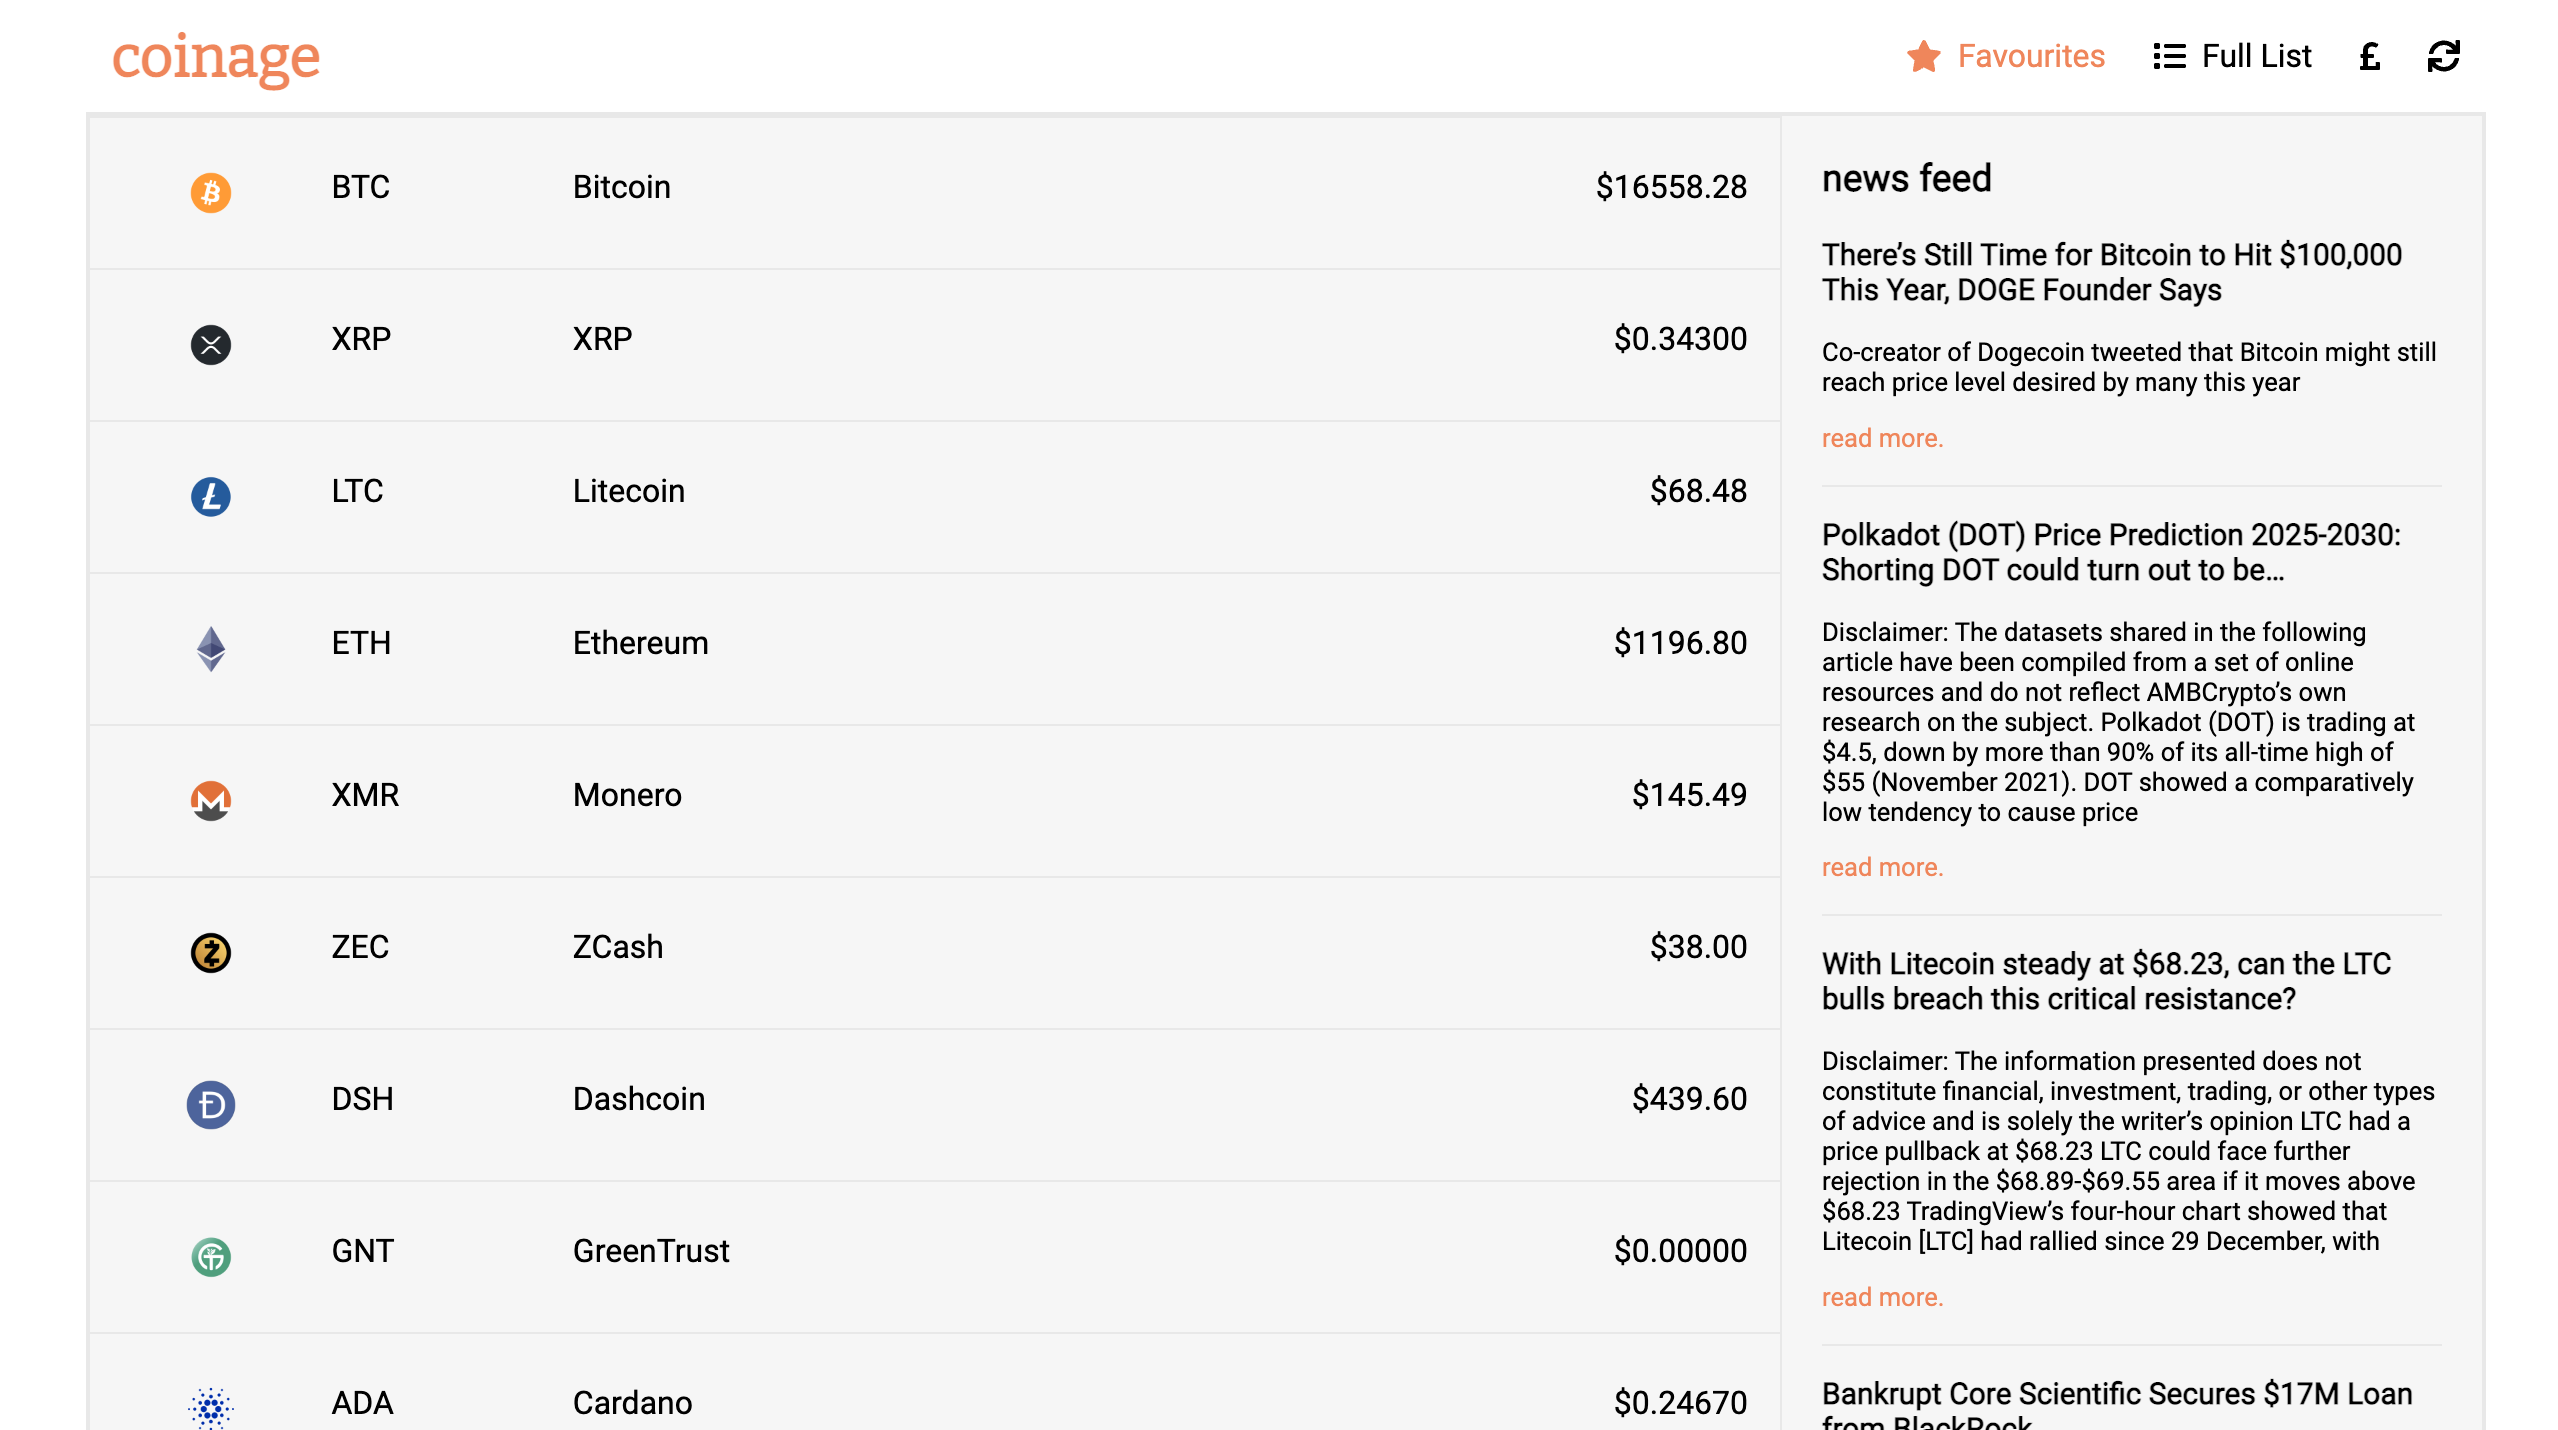 coinage
Favourites
Full List
£
BTC Bitcoin $16558.28
XRP XRP $0.34300
LTC Litecoin $68.48
ETH Ethereum $1196.80
XMR Monero $145.49
ZEC ZCash $38.00
DSH Dashcoin $439.60
GNT GreenTrust $0.00000
ADA Cardano $0.24670
news feed
There’s Still Time for Bitcoin to Hit $100,000
This Year, DOGE Founder Says
Co-creator of Dogecoin tweeted that Bitcoin might still
reach price level desired by many this year
read more.
Polkadot (DOT) Price Prediction 2025-2030:
Shorting DOT could turn out to be…
Disclaimer: The datasets shared in the following
article have been compiled from a set of online
resources and do not reflect AMBCrypto’s own
research on the subject. Polkadot (DOT) is trading at
$4.5, down by more than 90% of its all-time high of
$55 (November 2021). DOT showed a comparatively
low tendency to cause price
read more.
With Litecoin steady at $68.23, can the LTC
bulls breach this critical resistance?
Disclaimer: The information presented does not
constitute financial, investment, trading, or other types
of advice and is solely the writer’s opinion LTC had a
price pullback at $68.23 LTC could face further
rejection in the $68.89-$69.55 area if it moves above
$68.23 TradingView’s four-hour chart showed that
Litecoin [LTC] had rallied since 29 December, with
read more.
Bankrupt Core Scientific Secures $17M Loan
from BlackRock